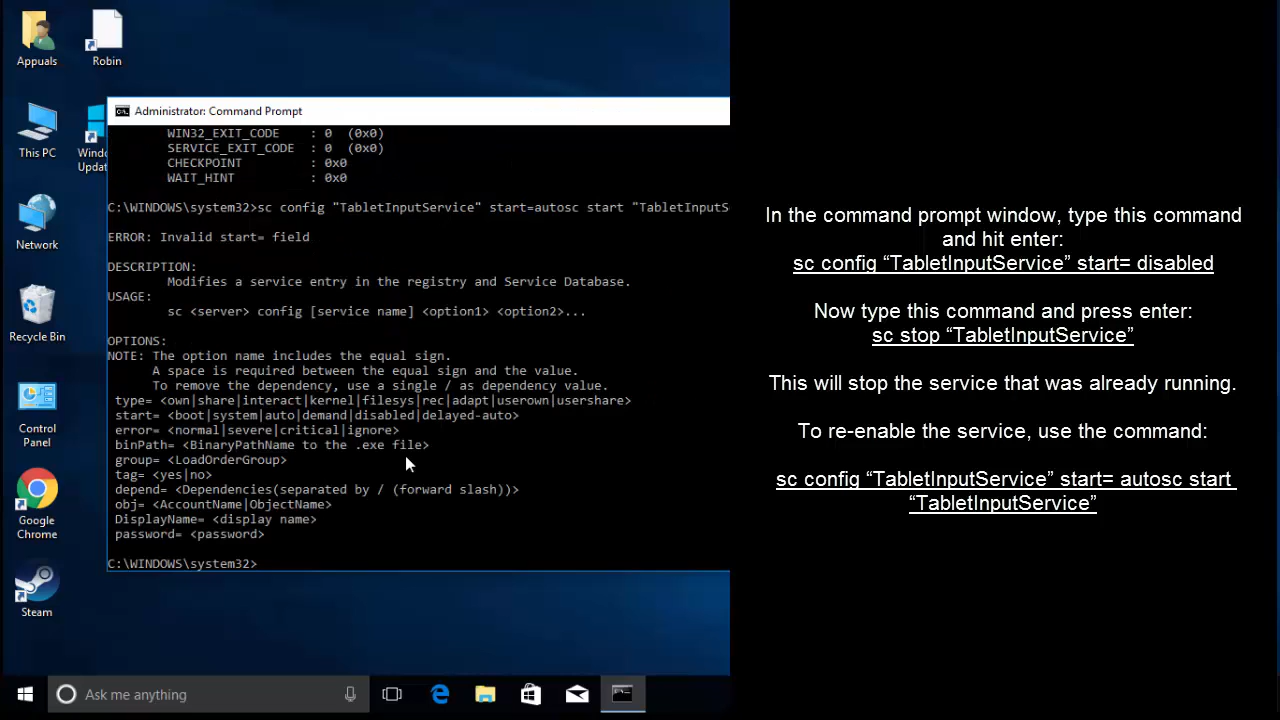 Appuals
Robin
This PC
Windo
Updat
Network
Recycle Bin
Control
Panel
Google
Chrome
Steam
Administrator: Command Prompt
WIN32_EXIT_CODE : 0 (0x0)
SERVICE_EXIT_CODE : 0 (0x0)
CHECKPOINT : 0x0
WAIT_HINT : 0x0
C:\WINDOWS\system32>sc config "TabletInputService" start=autosc start "TabletInputS
ERROR: Invalid start= field
DESCRIPTION:
Modifies a service entry in the registry and Service Database.
USAGE:
sc <server> config [service name] <option1> <option2>...
OPTIONS:
NOTE: The option name includes the equal sign.
A space is required between the equal sign and the value.
To remove the dependency, use a single / as dependency value.
type= <own|share|interact|kernel|filesys|rec|adapt|userown|usershare>
start= <boot|system|auto|demand|disabled|delayed-auto>
error= <normal|severe|critical|ignore>
binPath= <BinaryPathName to the .exe file>
group= <LoadOrderGroup>
tag= <yes|no>
depend= <Dependencies(separated by / (forward slash))>
obj= <AccountName|ObjectName>
DisplayName= <display name>
password= <password>
C:\WINDOWS\system32>
Ask me anything
In the command prompt window, type this command
and hit enter:
sc config “TabletInputService” start= disabled
Now type this command and press enter:
sc stop “TabletInputService”
This will stop the service that was already running.
To re-enable the service, use the command:
sc config “TabletInputService” start= autosc start
“TabletInputService”